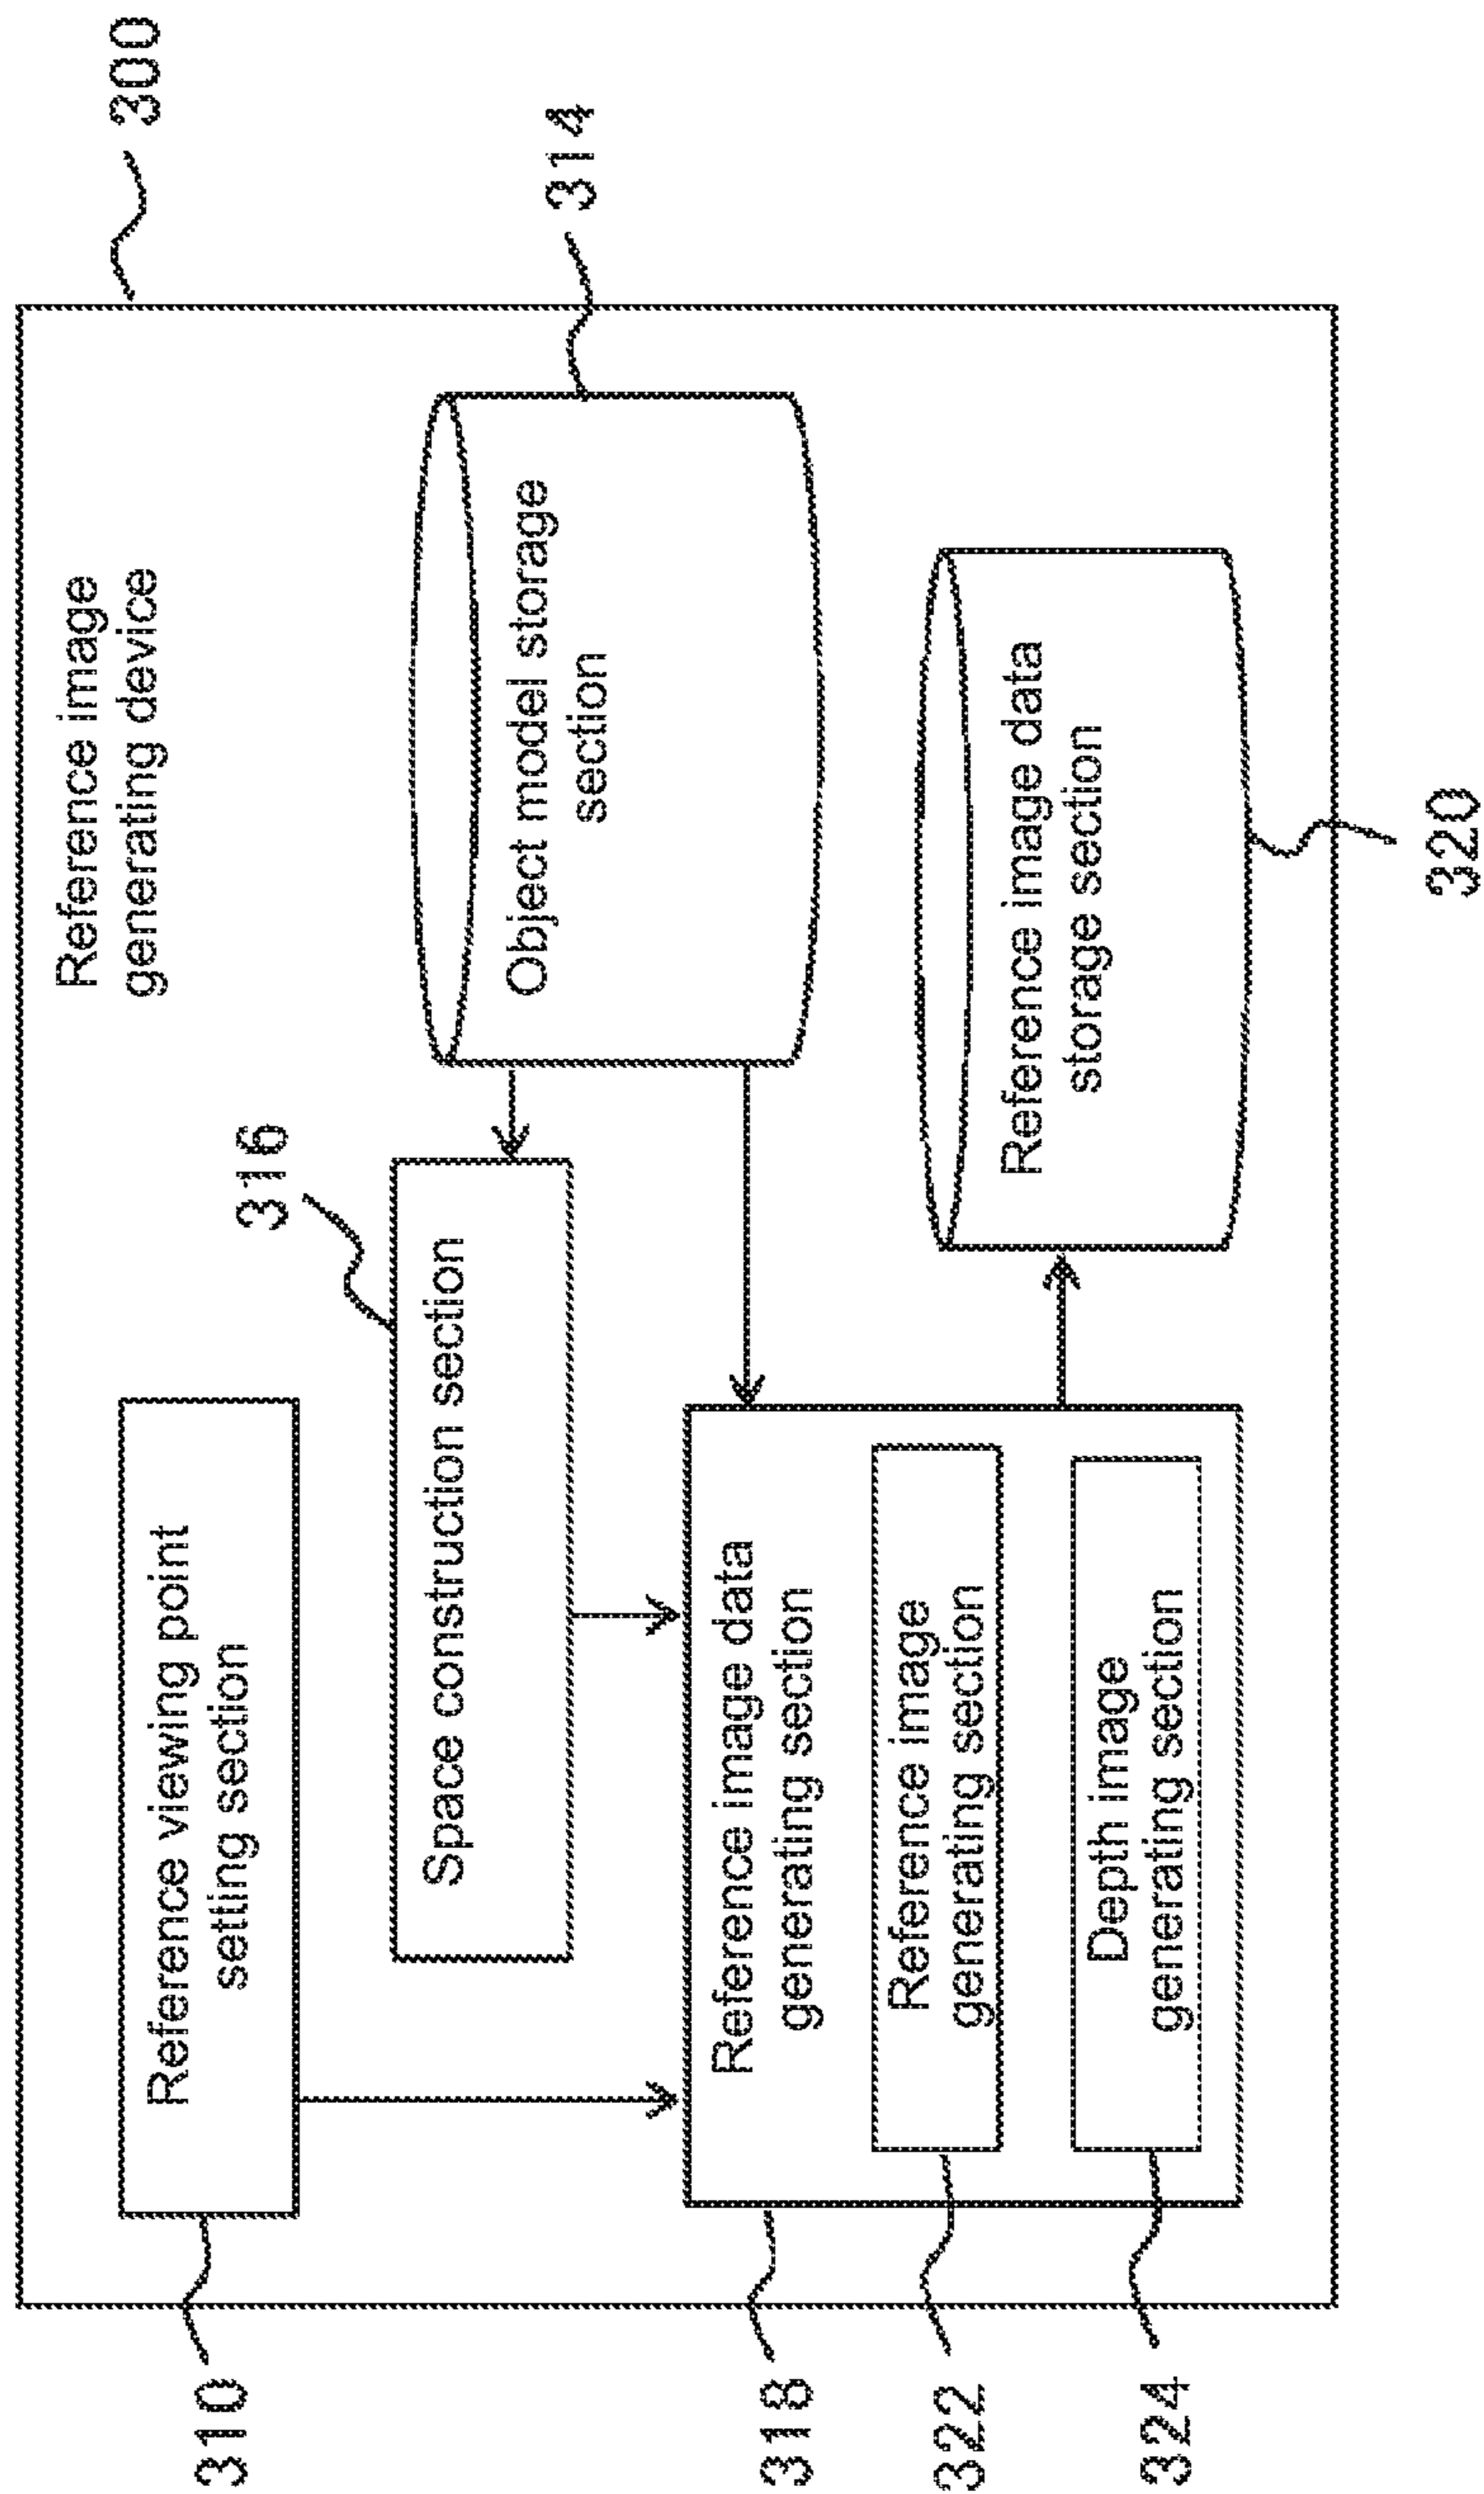 300
Reference image
generating device
310
Reference viewing point
setting section
316
Space construction section
314
Object model storage
section
318
Reference image data
generating section
322
Reference image
generating section
324
Depth image
generating section
Reference image data
storage section
320